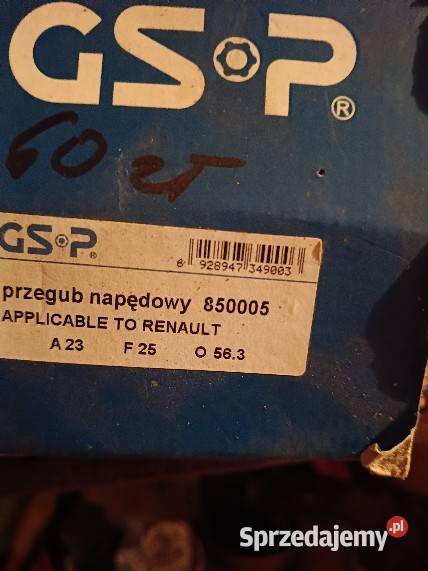 GSP
®
60 zł
GSP®
6 928947 349003
przegub napędowy 850005
APPLICABLE TO RENAULT
A 23 F 25 O 56.3
Sprzedajemy.pl